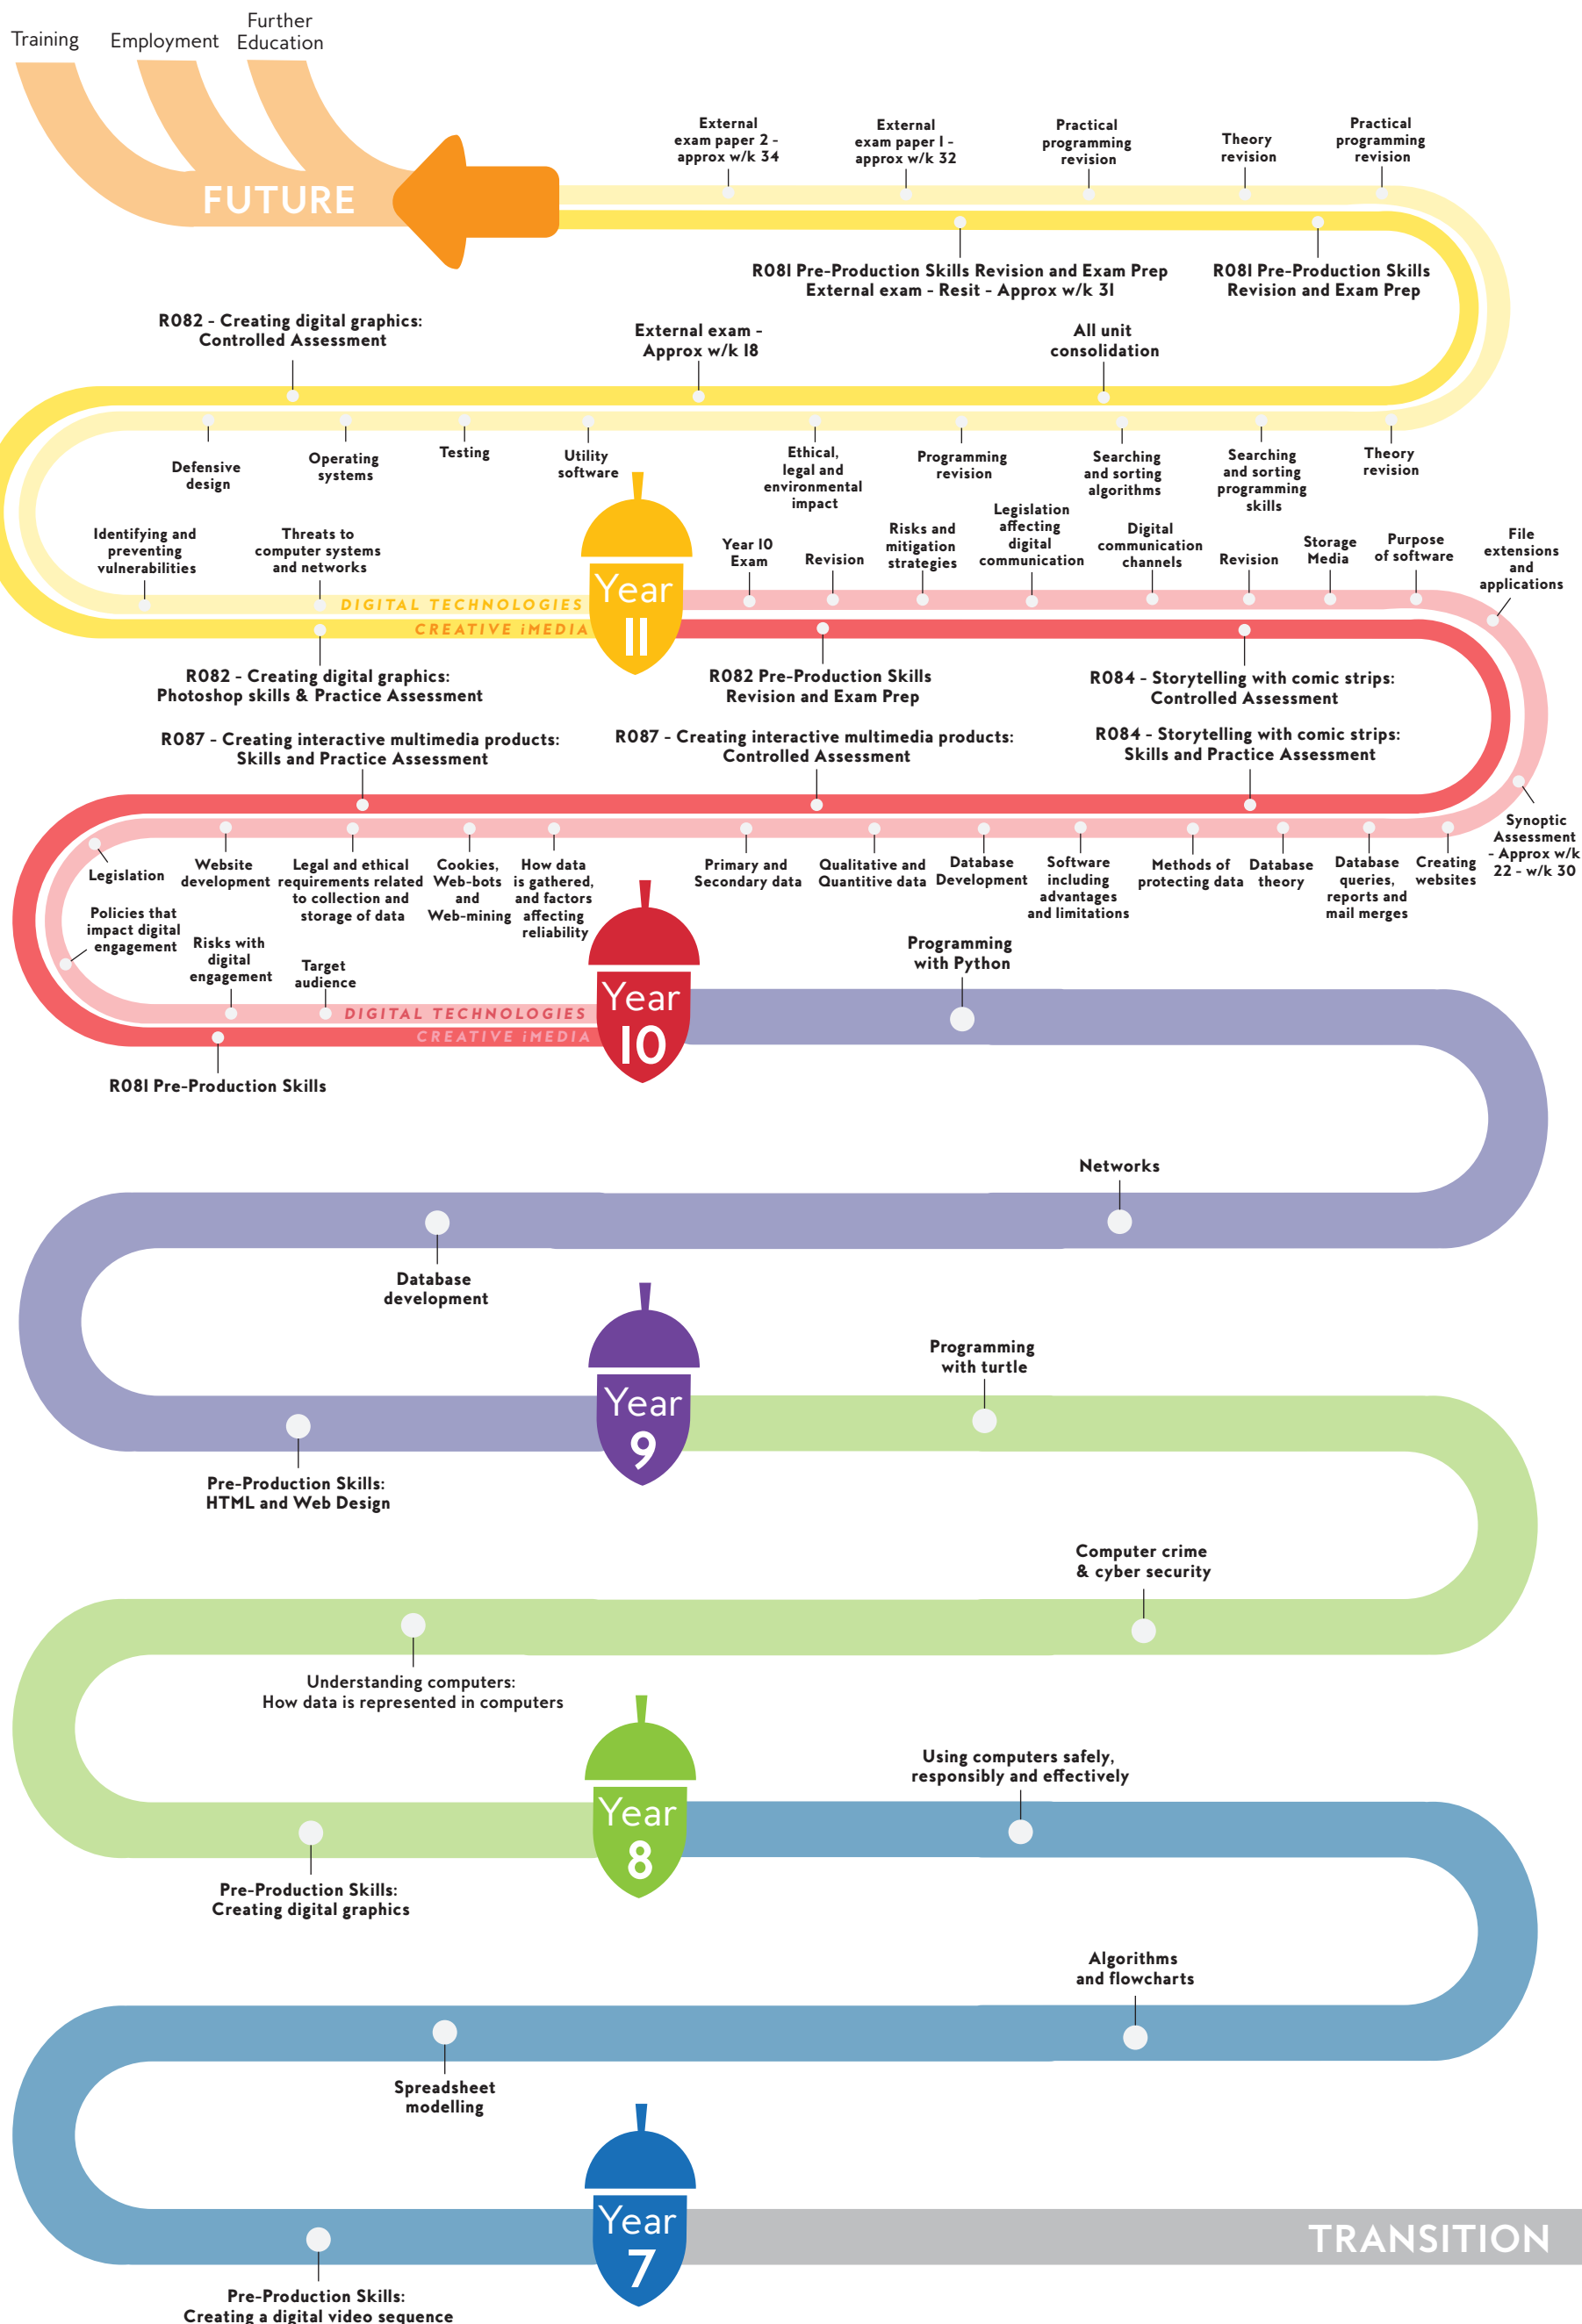 Training
Employment
Further
Education
FUTURE
External
exam paper 2 -
approx w/k 34
External
exam paper 1 -
approx w/k 32
Practical
programming
revision
Theory
revision
Practical
programming
revision
R081 Pre-Production Skills Revision and Exam Prep
External exam - Resit - Approx w/k 31
R081 Pre-Production Skills
Revision and Exam Prep
R082 - Creating digital graphics:
Controlled Assessment
External exam -
Approx w/k 18
All unit
consolidation
Defensive
design
Operating
systems
Testing
Utility
software
Ethical,
legal and
environmental
impact
Programming
revision
Searching
and sorting
algorithms
Searching
and sorting
programming
skills
Theory
revision
Identifying and
preventing
vulnerabilities
Threats to
computer systems
and networks
DIGITAL TECHNOLOGIES
CREATIVE iMEDIA
Year
11
Year 10
Exam
Revision
Risks and
mitigation
strategies
Legislation
affecting
digital
communication
Digital
communication
channels
Revision
Storage
Media
Purpose
of software
File
extensions
and
applications
R082 - Creating digital graphics:
Photoshop skills & Practice Assessment
R082 Pre-Production Skills
Revision and Exam Prep
R084 - Storytelling with comic strips:
Controlled Assessment
R087 - Creating interactive multimedia products:
Skills and Practice Assessment
R087 - Creating interactive multimedia products:
Controlled Assessment
R084 - Storytelling with comic strips:
Skills and Practice Assessment
Legislation
Website
development
Legal and ethical
requirements related
to collection and
storage of data
Cookies,
Web-bots
and
Web-mining
How data
is gathered,
and factors
affecting
reliability
Primary and
Secondary data
Qualitative and
Quantitive data
Database
Development
Software
including
advantages
and limitations
Methods of
protecting data
Database
theory
Database
queries,
reports and
mail merges
Creating
websites
Synoptic
Assessment
- Approx w/k
22 - w/k 30
Policies that
impact digital
engagement
Risks with
digital
engagement
Target
audience
DIGITAL TECHNOLOGIES
CREATIVE iMEDIA
Year
10
R081 Pre-Production Skills
Programming
with Python
Networks
Database
development
Year
9
Pre-Production Skills:
HTML and Web Design
Programming
with turtle
Computer crime
& cyber security
Understanding computers:
How data is represented in computers
Year
8
Pre-Production Skills:
Creating digital graphics
Using computers safely,
responsibly and effectively
Algorithms
and flowcharts
Spreadsheet
modelling
Year
7
TRANSITION
Pre-Production Skills:
Creating a digital video sequence